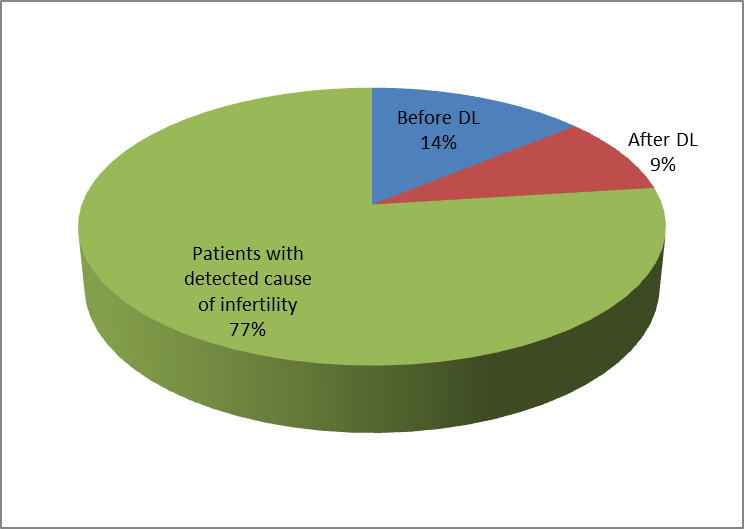 Before DL
14%
After DL
9%
Patients with
detected cause
of infertility
77%